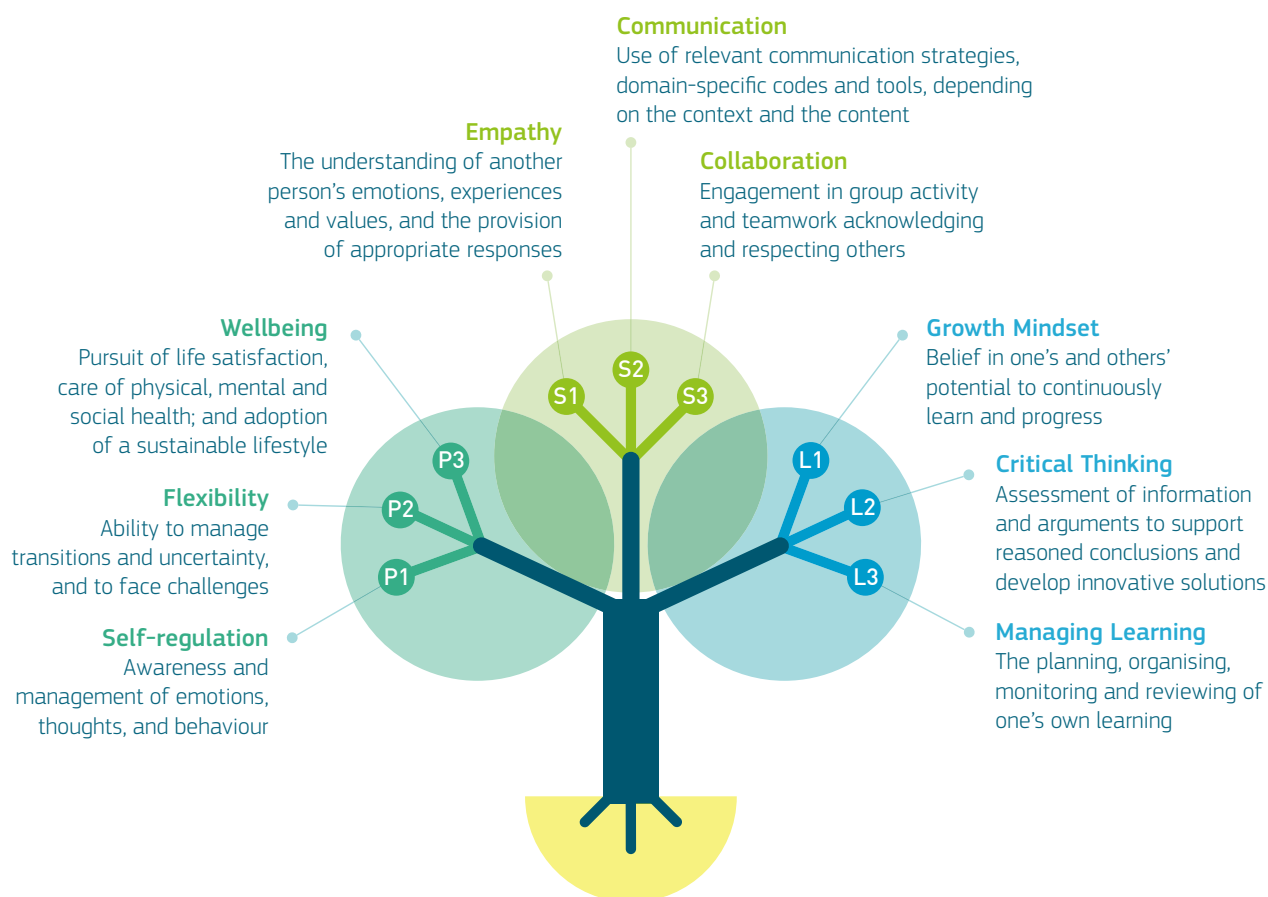 Communication
Use of relevant communication strategies,
domain-specific codes and tools, depending
on the context and the content
Empathy
The understanding of another
person's emotions, experiences
and values, and the provision
of appropriate responses
Collaboration
Engagement in group activity
and teamwork acknowledging
and respecting others
Wellbeing
Pursuit of life satisfaction,
care of physical, mental and
social health; and adoption
of a sustainable lifestyle
Flexibility
Ability to manage
transitions and uncertainty,
and to face challenges
Self-regulation
Awareness and
management of emotions,
thoughts, and behaviour
P3
P2
P1
S1
S2
S3
L1
L2
L3
Growth Mindset
Belief in one's and others'
potential to continuously
learn and progress
Critical Thinking
Assessment of information
and arguments to support
reasoned conclusions and
develop innovative solutions
Managing Learning
The planning, organising,
monitoring and reviewing of
one's own learning